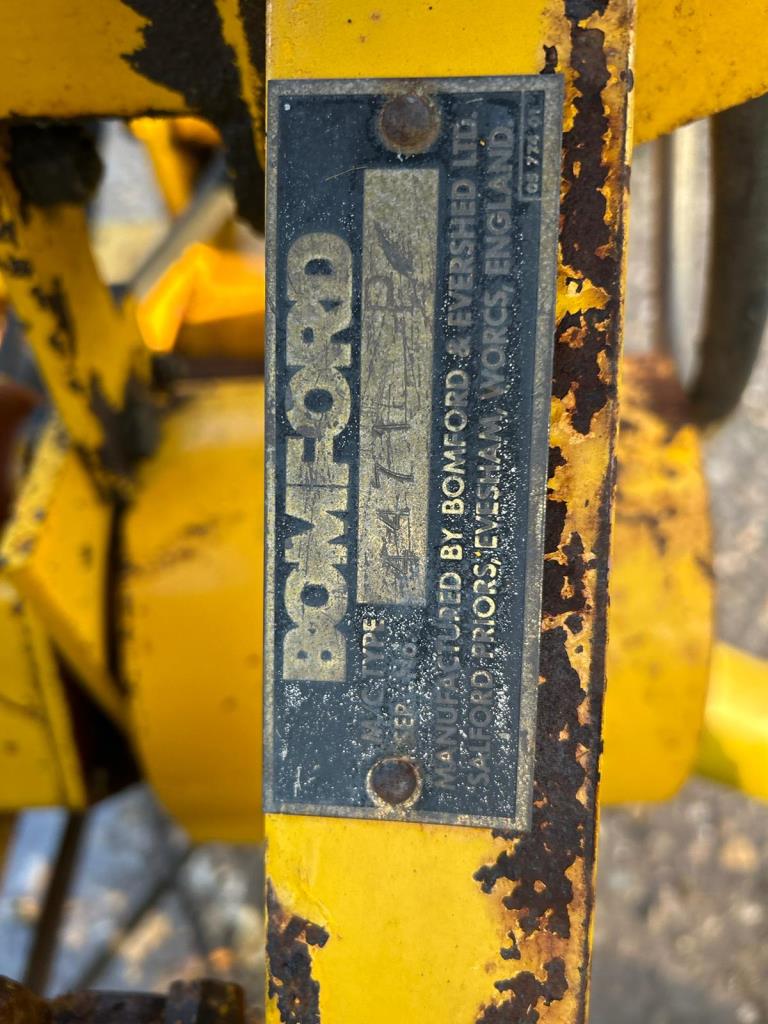 BOMFORD
M/C TYPE
SER. No.
MANUFACTURED BY BOMFORD & EVERSHED LTD.
SALFORD PRIORS, EVESHAM, WORCS, ENGLAND.